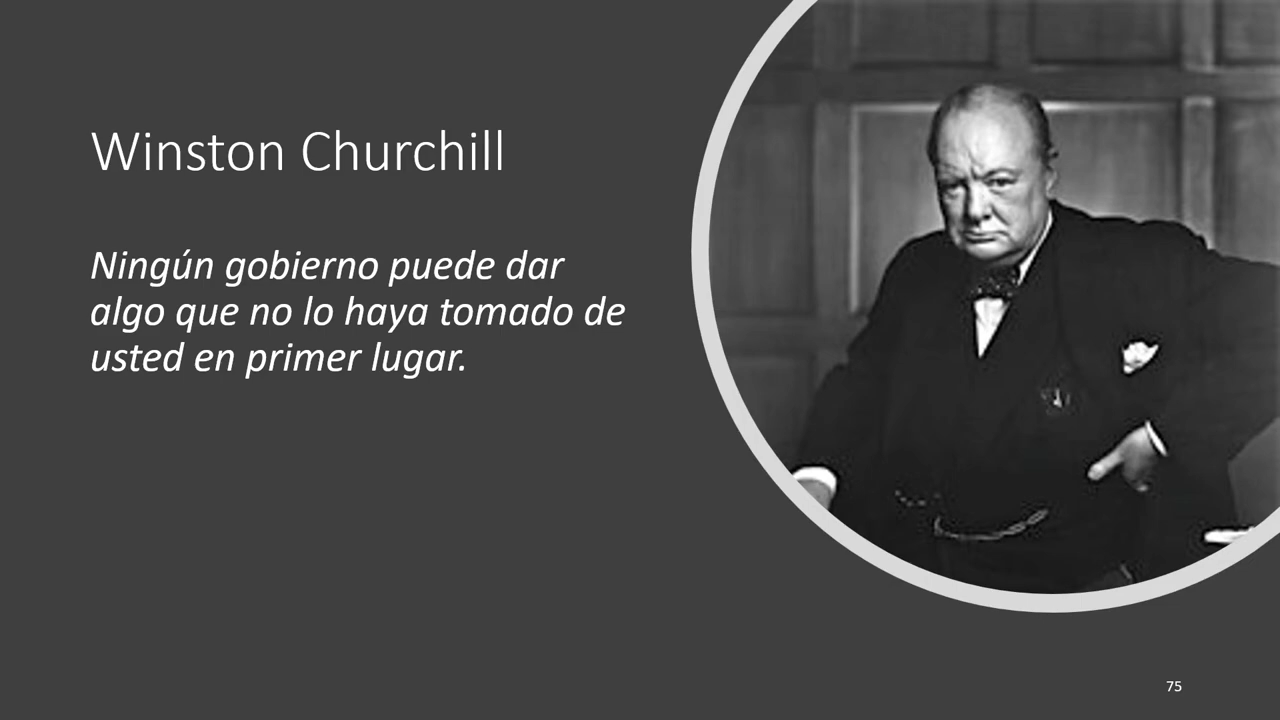 Winston Churchill
Ningún gobierno puede dar
algo que no lo haya tomado de
usted en primer lugar.
75